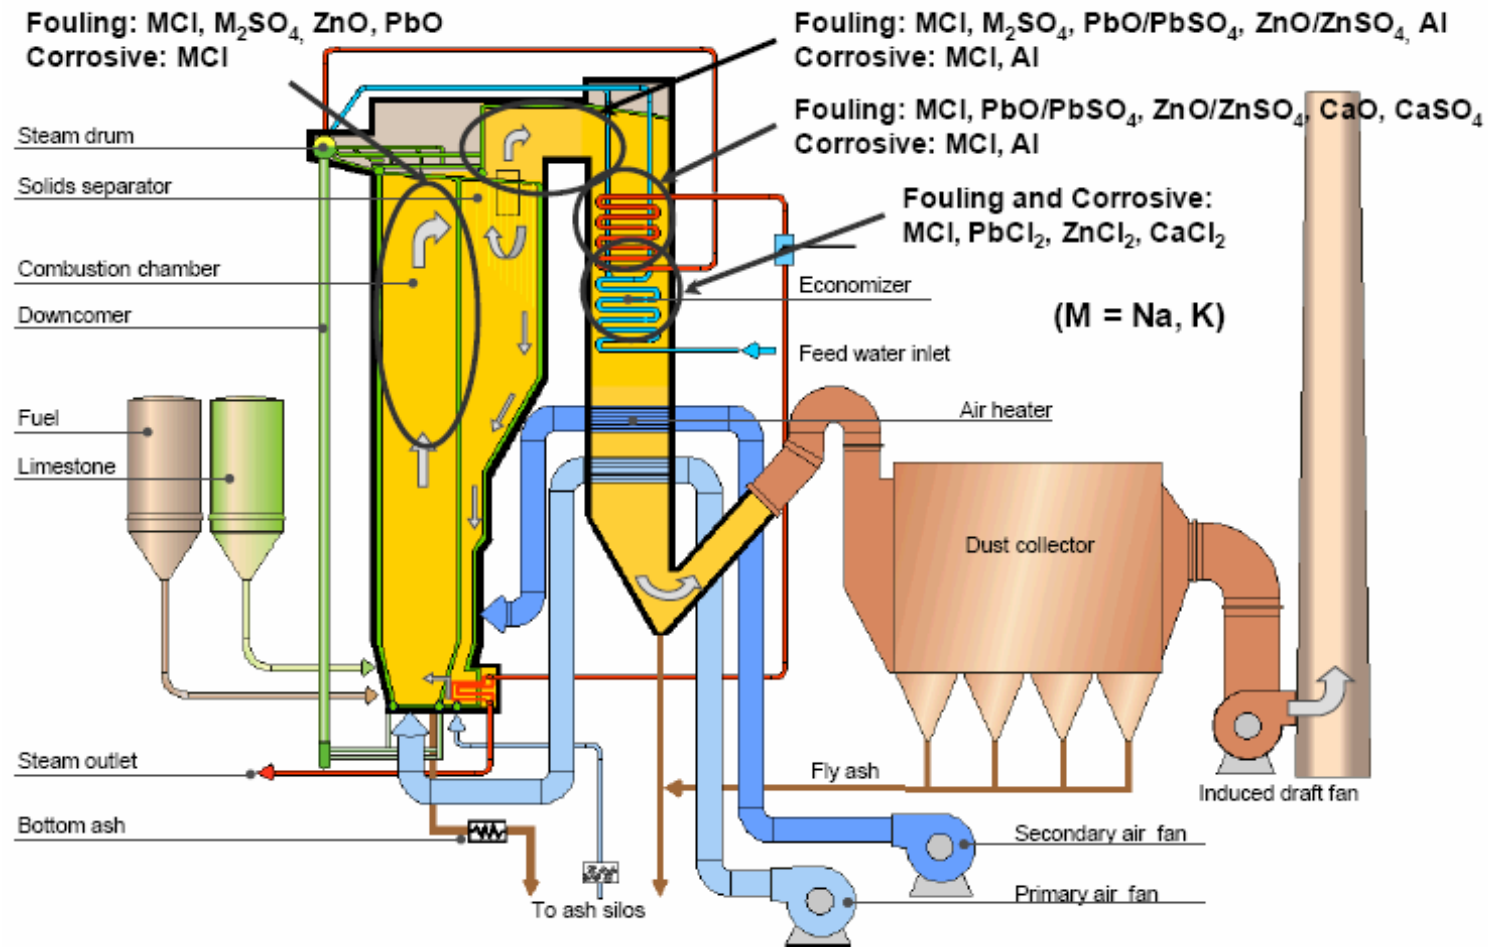 Fouling: MCl, M₂SO₄, ZnO, PbO
Corrosive: MCl
Fouling: MCl, M₂SO₄, PbO/PbSO₄, ZnO/ZnSO₄, Al
Corrosive: MCl, Al
Fouling: MCl, PbO/PbSO₄, ZnO/ZnSO₄, CaO, CaSO₄
Corrosive: MCl, Al
Fouling and Corrosive:
MCl, PbCl₂, ZnCl₂, CaCl₂
(M = Na, K)
Steam drum
Solids separator
Combustion chamber
Downcomer
Fuel
Limestone
Steam outlet
Bottom ash
Economizer
Feed water inlet
Air heater
Dust collector
Fly ash
Induced draft fan
Secondary air fan
Primary air fan
To ash silos